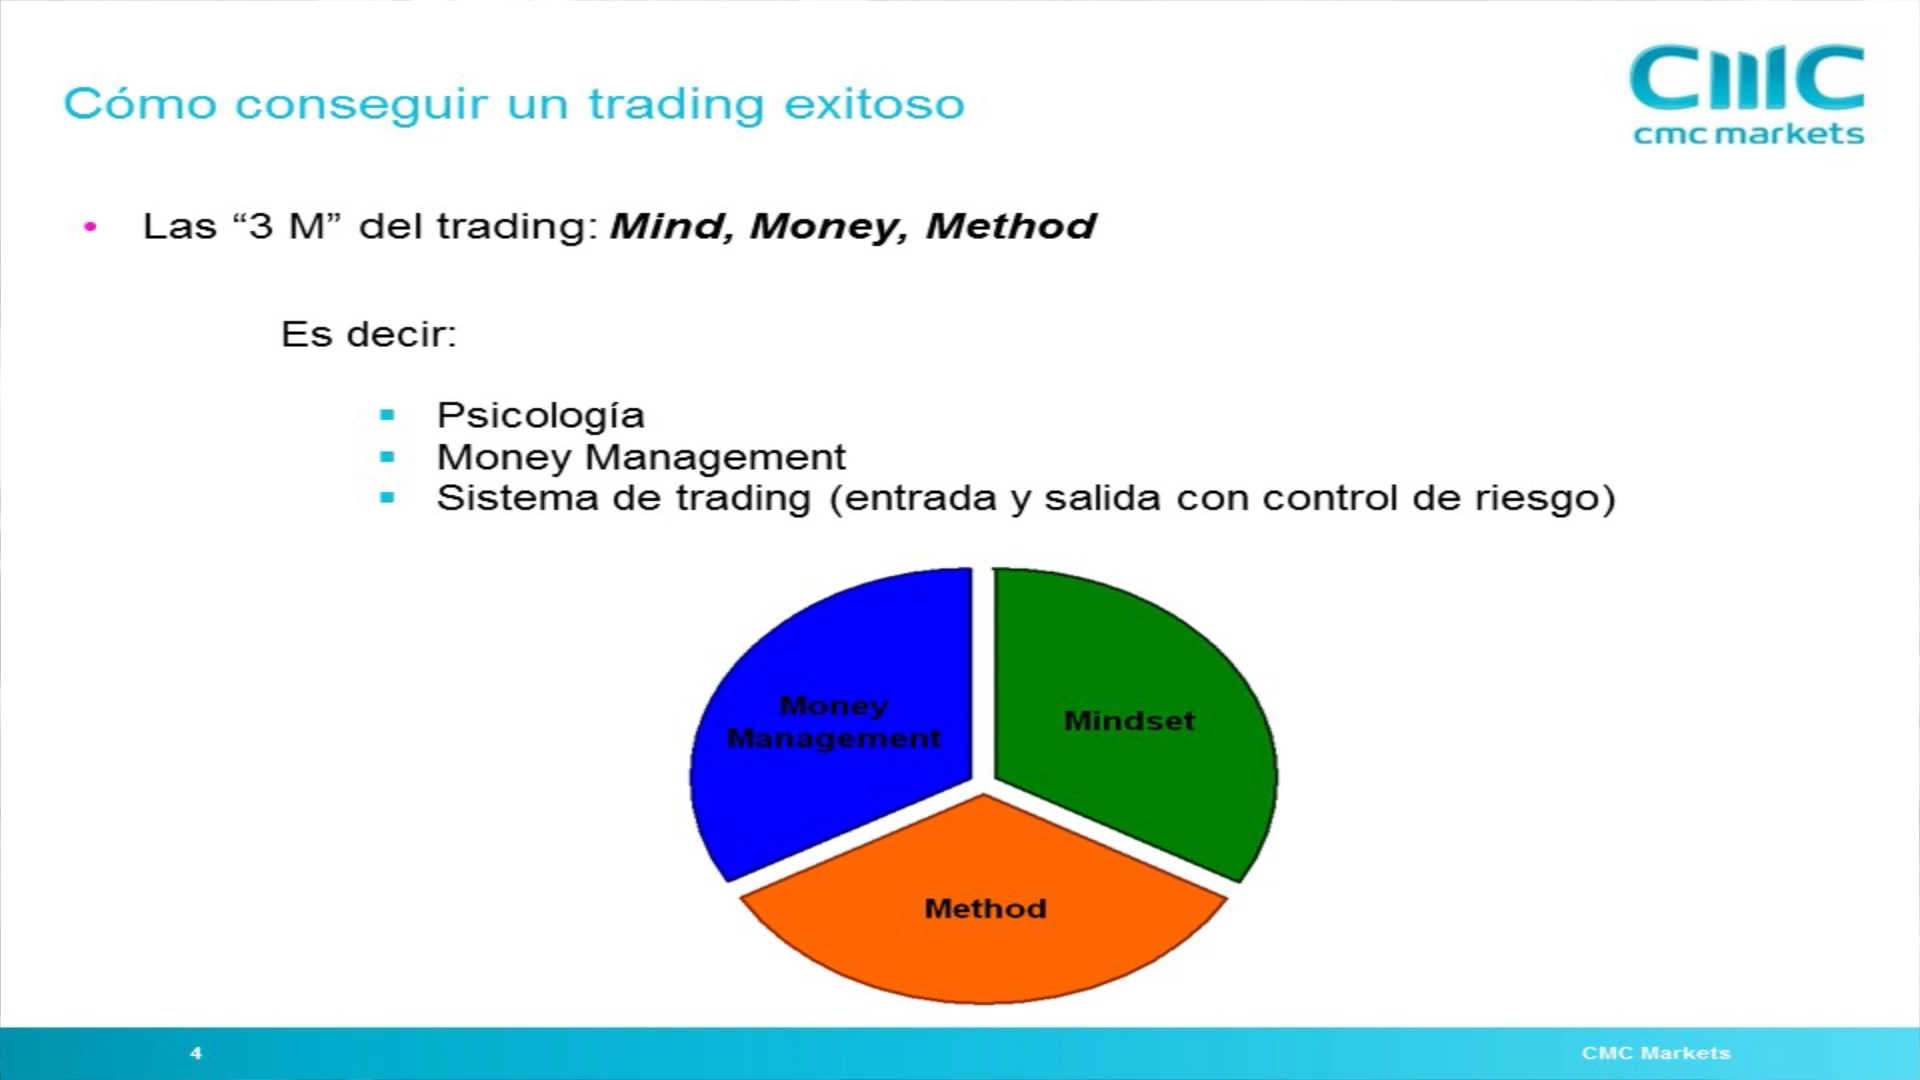 Cómo conseguir un trading exitoso
CMC
cmc markets
• Las “3 M” del trading: Mind, Money, Method
Es decir:
▪ Psicología
▪ Money Management
▪ Sistema de trading (entrada y salida con control de riesgo)
Money
Management
Mindset
Method
4
CMC Markets